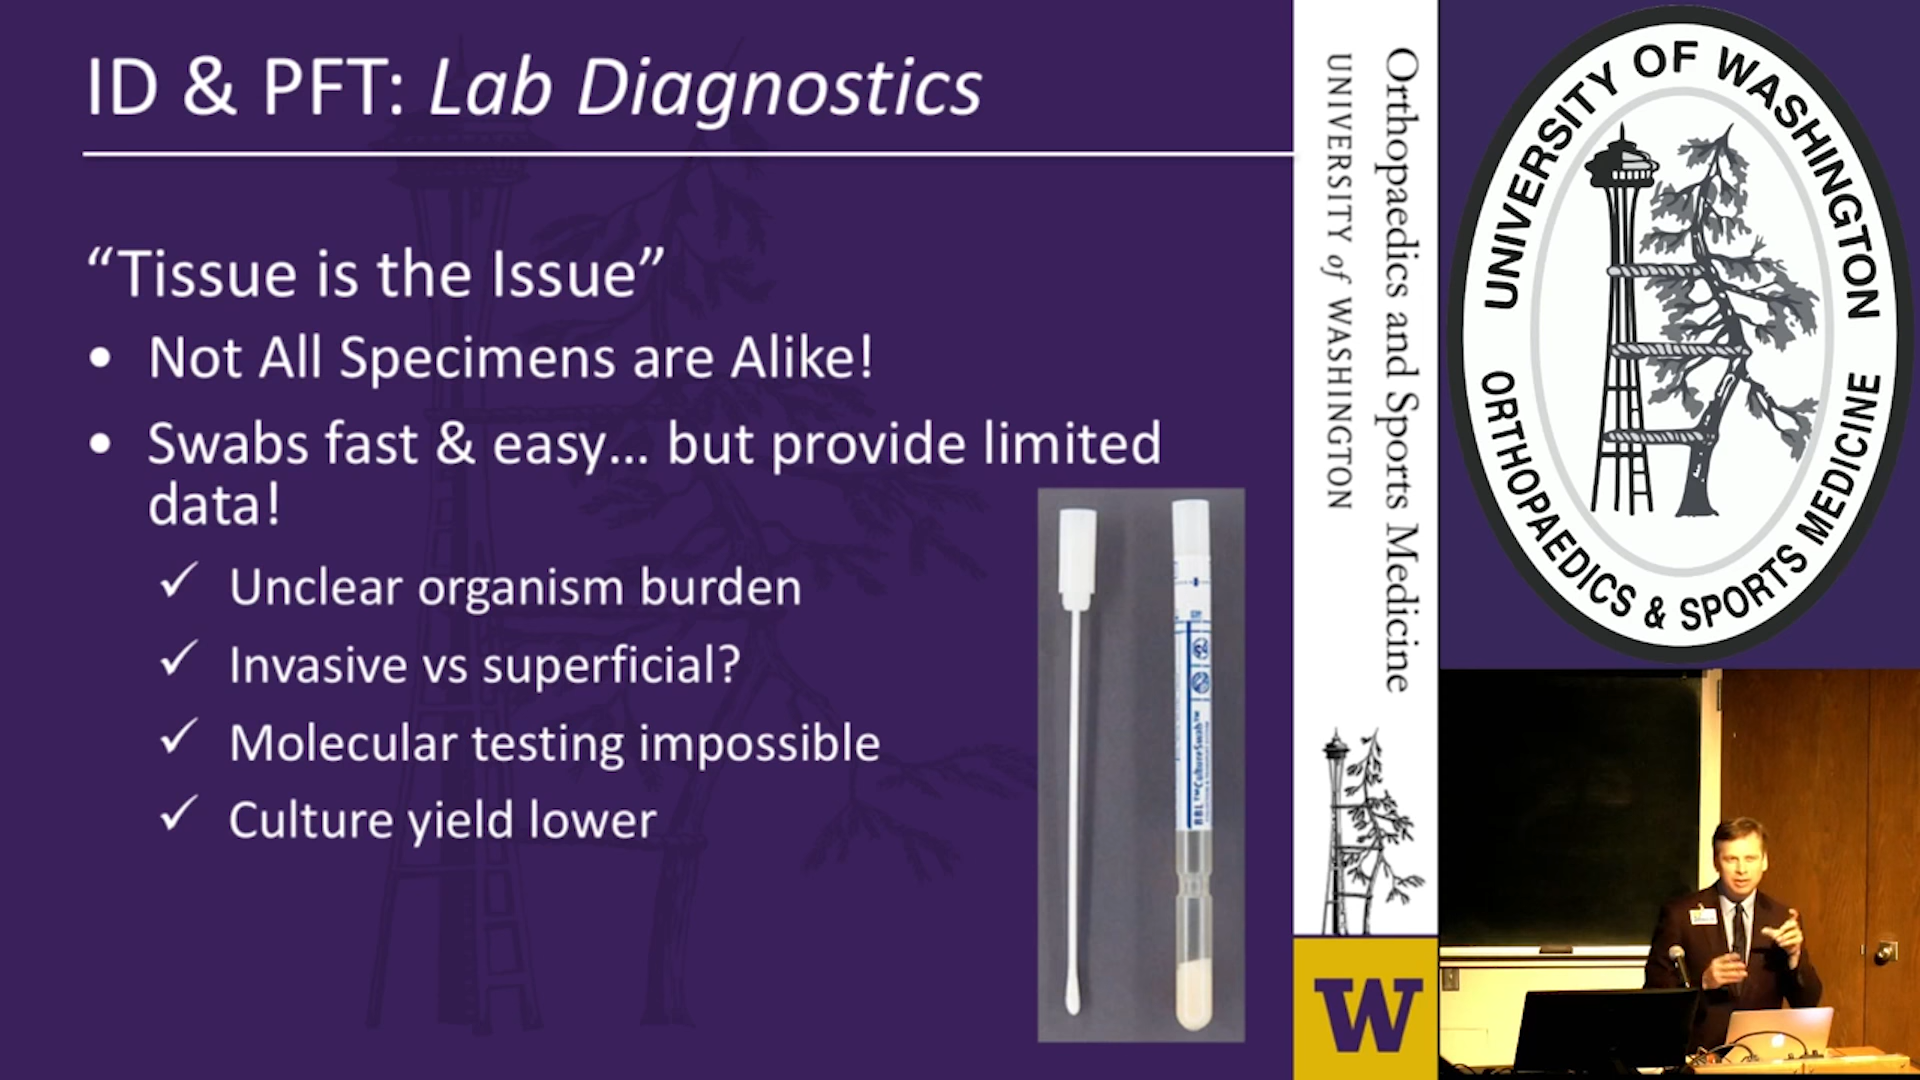 ID & PFT: Lab Diagnostics
“Tissue is the Issue”
• Not All Specimens are Alike!
• Swabs fast & easy... but provide limited
data!
✓ Unclear organism burden
✓ Invasive vs superficial?
✓ Molecular testing impossible
✓ Culture yield lower
BBL™CultureSwab™
Orthopaedics and Sports Medicine
UNIVERSITY of WASHINGTON
W
UNIVERSITY OF WASHINGTON
ORTHOPAEDICS & SPORTS MEDICINE